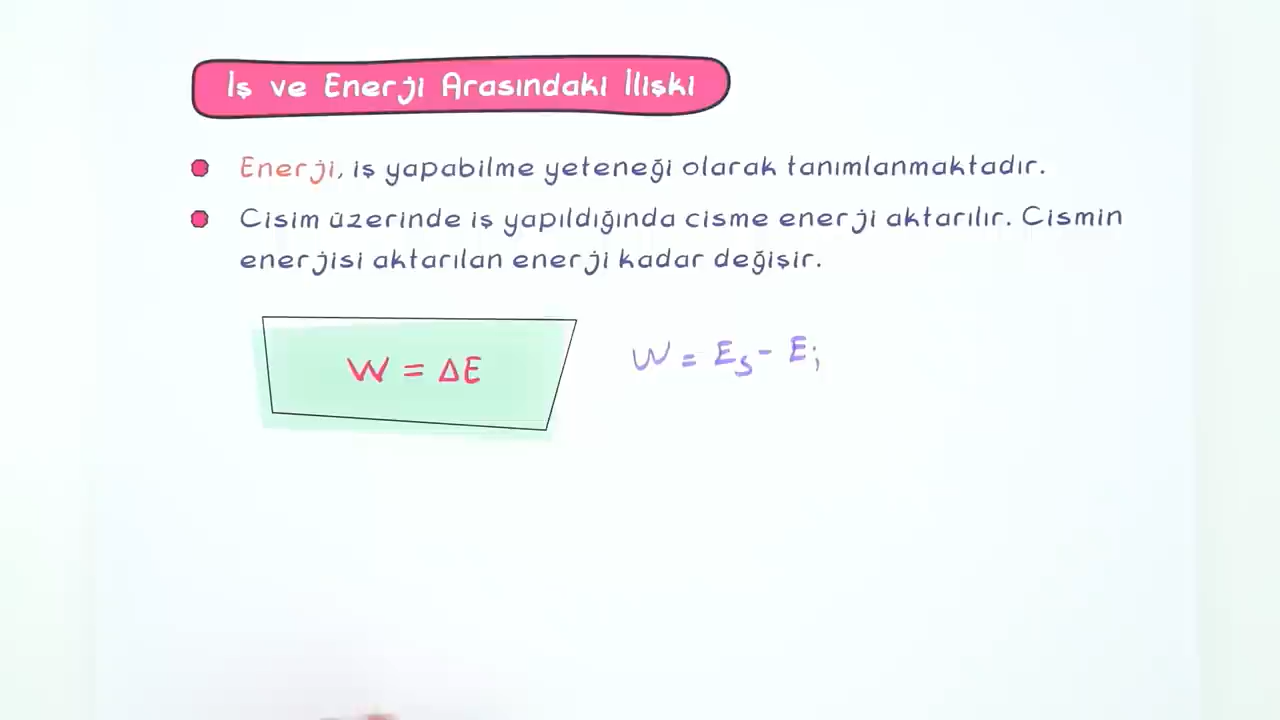 İş ve Enerji Arasındaki İlişki
Enerji, iş yapabilme yeteneği olarak tanımlanmaktadır.
Cisim üzerinde iş yapıldığında cisme enerji aktarılır. Cismin
enerjisi aktarılan enerji kadar değişir.
W = ΔE
W = Es - Ei